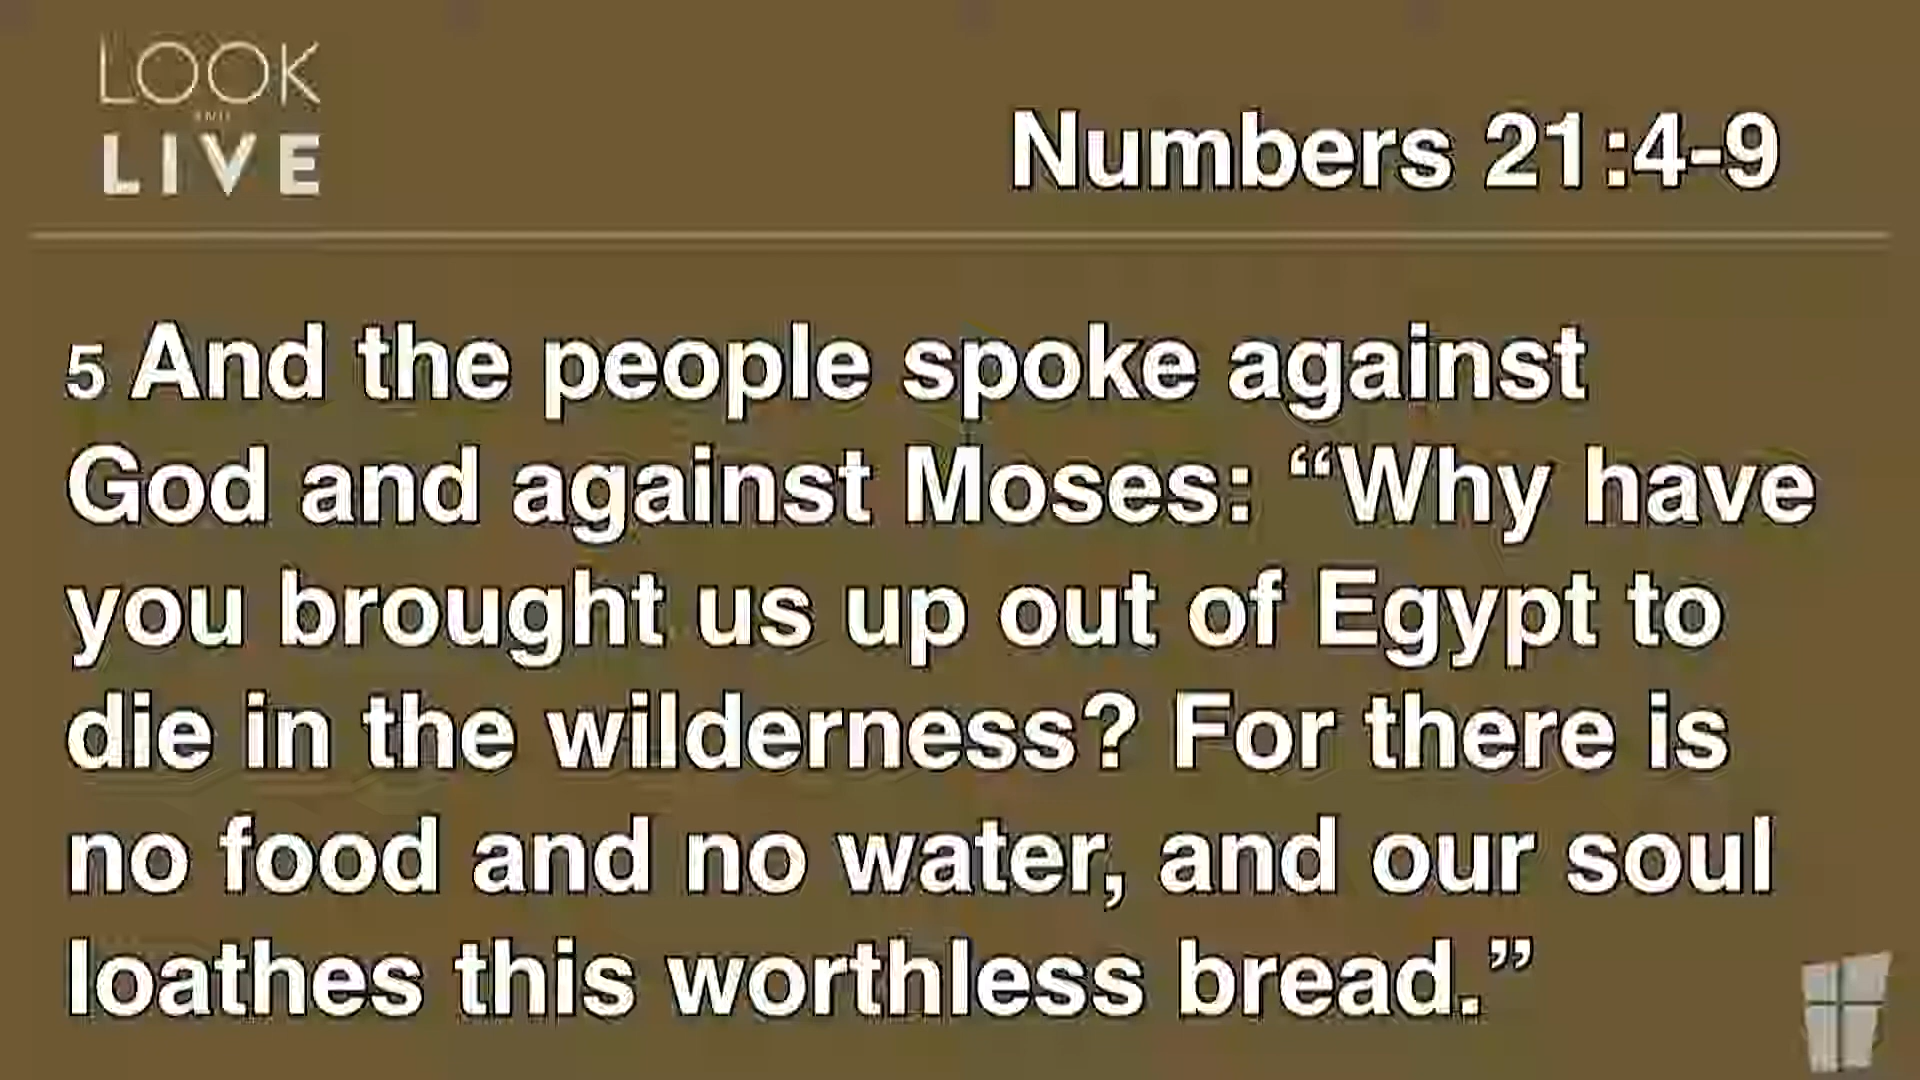 LOOK
AND
LIVE
Numbers 21:4-9
5 And the people spoke against
God and against Moses: “Why have
you brought us up out of Egypt to
die in the wilderness? For there is
no food and no water, and our soul
loathes this worthless bread.”